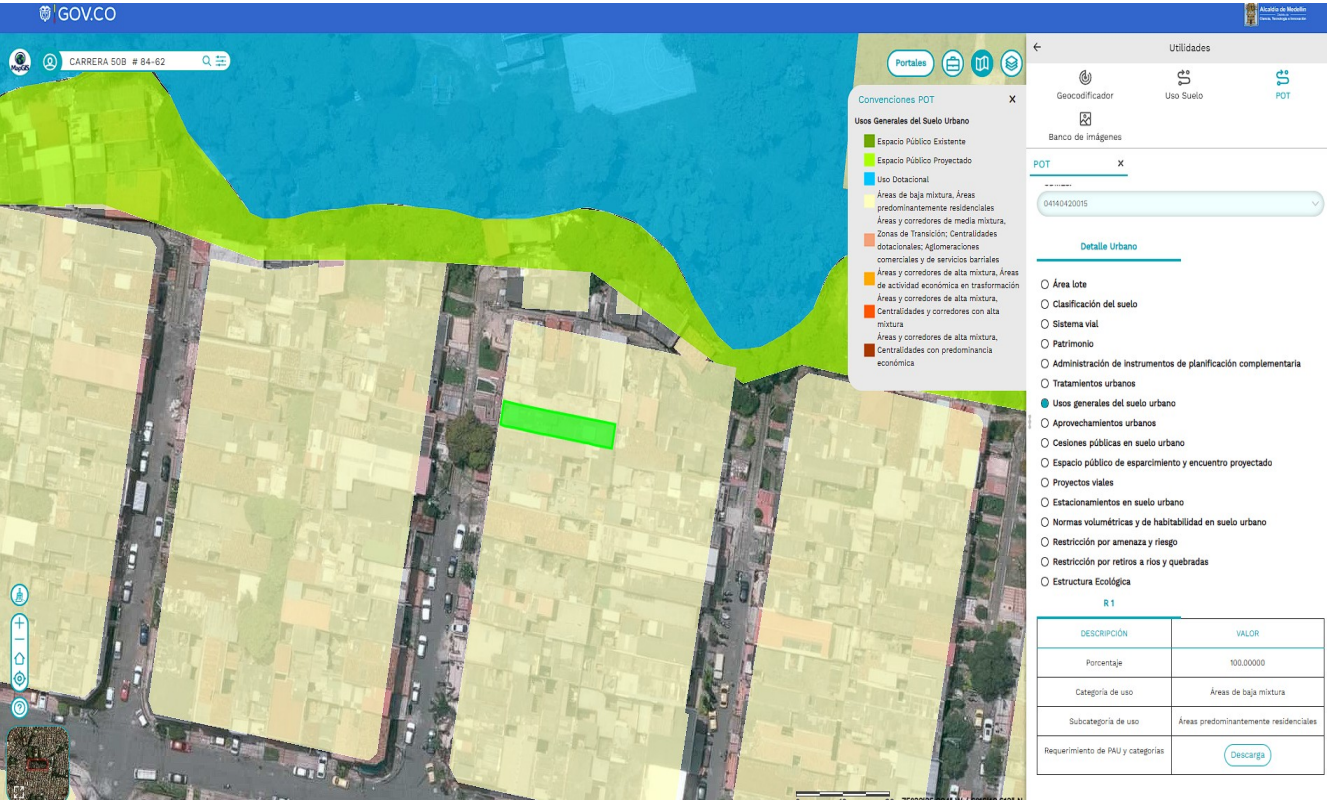 GOV.CO
Alcaldía de Medellín
MapGIS
CARRERA 50B # 84-62
Portales
Convenciones POT X
Usos Generales del Suelo Urbano
Espacio Público Existente
Espacio Público Proyectado
Uso Dotacional
Áreas de baja mixtura, Áreas
predominantemente residenciales
Áreas y corredores de media mixtura,
Zonas de Transición; Centralidades
dotacionales; Aglomeraciones
comerciales y de servicios barriales
Áreas y corredores de alta mixtura, Áreas
de actividad económica en trasformación
Áreas y corredores de alta mixtura,
Centralidades y corredores con alta
mixtura
Áreas y corredores de alta mixtura,
Centralidades con predominancia
económica
Utilidades
Geocodificador
Uso Suelo
POT
Banco de imágenes
POT X
04140420015
Detalle Urbano
Área lote
Clasificación del suelo
Sistema vial
Patrimonio
Administración de instrumentos de planificación complementaria
Tratamientos urbanos
Usos generales del suelo urbano
Aprovechamientos urbanos
Cesiones públicas en suelo urbano
Espacio público de esparcimiento y encuentro proyectado
Proyectos viales
Estacionamientos en suelo urbano
Normas volumétricas y de habitabilidad en suelo urbano
Restricción por amenaza y riesgo
Restricción por retiros a rios y quebradas
Estructura Ecológica
R 1
DESCRIPCIÓN VALOR
Porcentaje 100.00000
Categoría de uso Áreas de baja mixtura
Subcategoría de uso Áreas predominantemente residenciales
Requerimiento de PAU y categorías Descarga